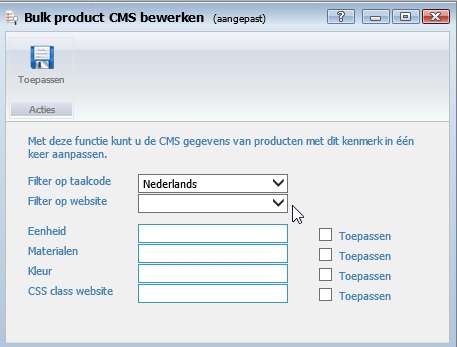 Bulk product CMS bewerken (aangepast)
Toepassen
Acties
Met deze functie kunt u de CMS gegevens van producten met dit kenmerk in één
keer aanpassen.
Filter op taalcode Nederlands
Filter op website
Eenheid Toepassen
Materialen Toepassen
Kleur Toepassen
CSS class website Toepassen